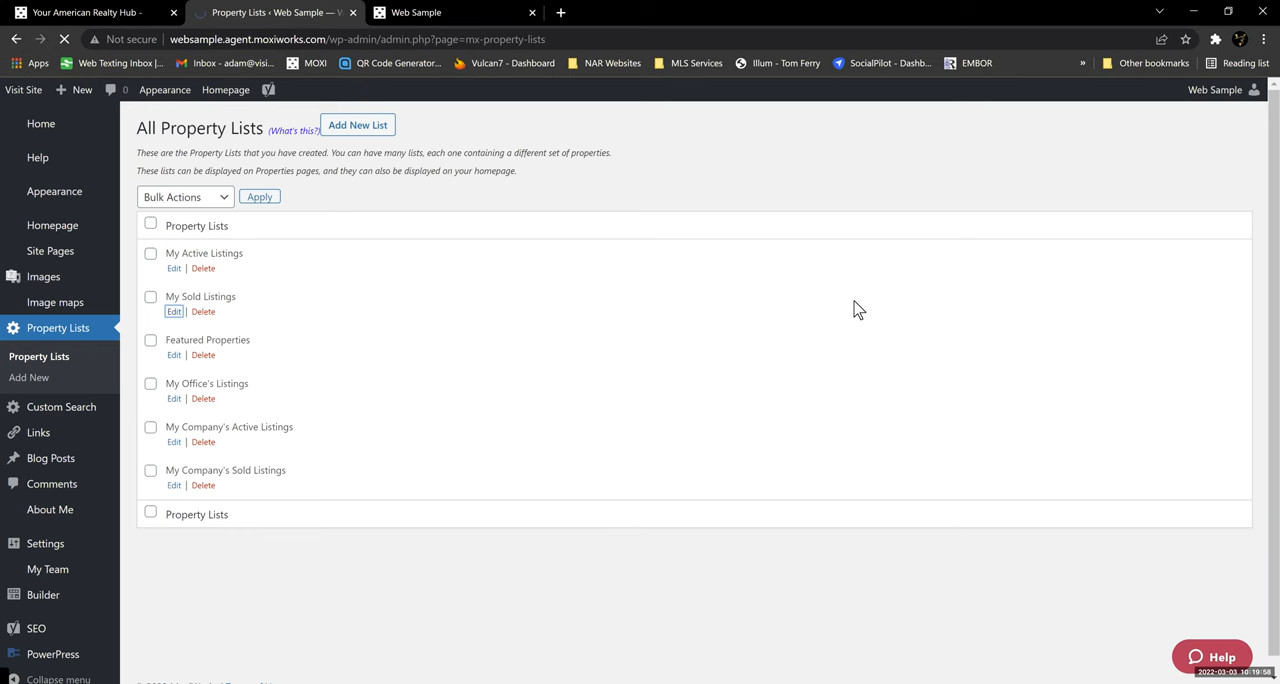 Your American Realty Hub -
Property Lists ‹ Web Sample — W
Web Sample
Not secure
websample.agent.moxiworks.com/wp-admin/admin.php?page=mx-property-lists
Apps
Web Texting Inbox |...
Inbox - adam@visi...
MOXI
QR Code Generator...
Vulcan7 - Dashboard
NAR Websites
MLS Services
Illum - Tom Ferry
SocialPilot - Dashb...
EMBOR
»
Other bookmarks
Reading list
Visit Site
New
0
Appearance
Homepage
Web Sample
Home
Help
Appearance
Homepage
Site Pages
Images
Image maps
Property Lists
Property Lists
Add New
Custom Search
Links
Blog Posts
Comments
About Me
Settings
My Team
Builder
SEO
PowerPress
Collapse menu
All Property Lists (What's this?)
Add New List
These are the Property Lists that you have created. You can have many lists, each one containing a different set of properties.
These lists can be displayed on Properties pages, and they can also be displayed on your homepage.
Bulk Actions
Apply
Property Lists
My Active Listings
Edit | Delete
My Sold Listings
Edit | Delete
Featured Properties
Edit | Delete
My Office's Listings
Edit | Delete
My Company's Active Listings
Edit | Delete
My Company's Sold Listings
Edit | Delete
Property Lists
Help
2022-03-03 10:19:58